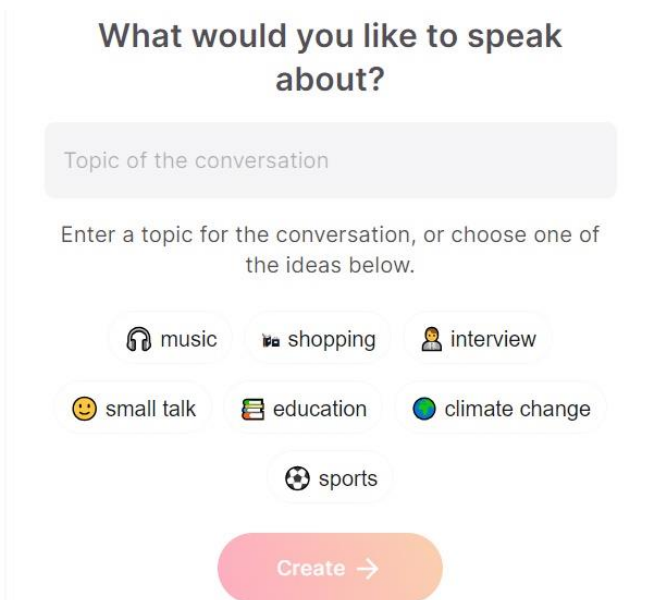 What would you like to speak
about?
Topic of the conversation
Enter a topic for the conversation, or choose one of
the ideas below.
music shopping interview
small talk education climate change
sports
Create →